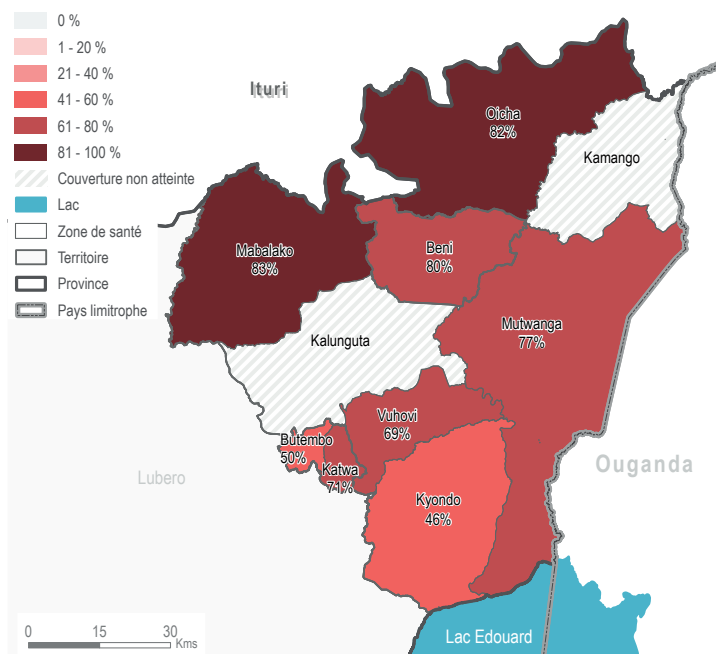 0 %
1 - 20 %
21 - 40 %
41 - 60 %
61 - 80 %
81 - 100 %
Couverture non atteinte
Lac
Zone de santé
Territoire
Province
Pays limitrophe
Ituri
Oicha
82%
Kamango
Mabalako
83%
Beni
80%
Mutwanga
77%
Kalunguta
Vuhovi
69%
Butembo
50%
Katwa
71%
Kyondo
46%
Lubero
Ouganda
Lac Edouard
0 15 30
Kms